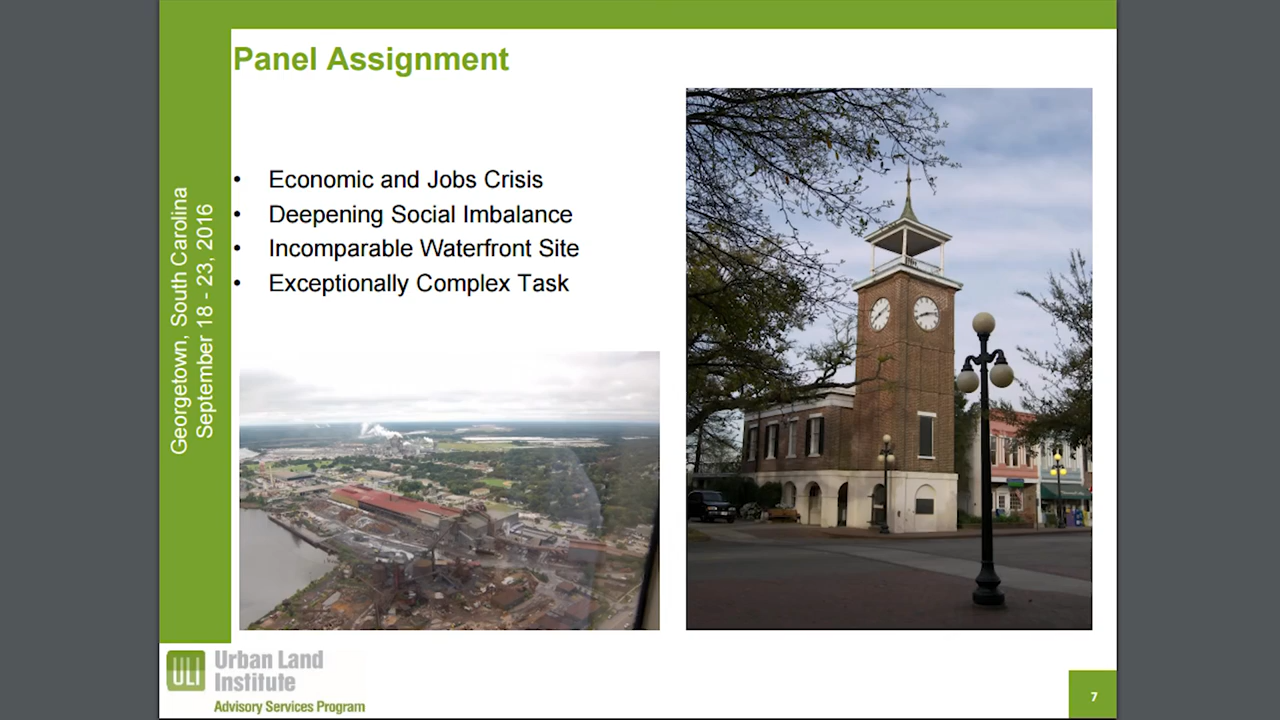 Panel Assignment
• Economic and Jobs Crisis
• Deepening Social Imbalance
• Incomparable Waterfront Site
• Exceptionally Complex Task
Georgetown, South Carolina
September 18 - 23, 2016
ULI
Urban Land
Institute
Advisory Services Program
7